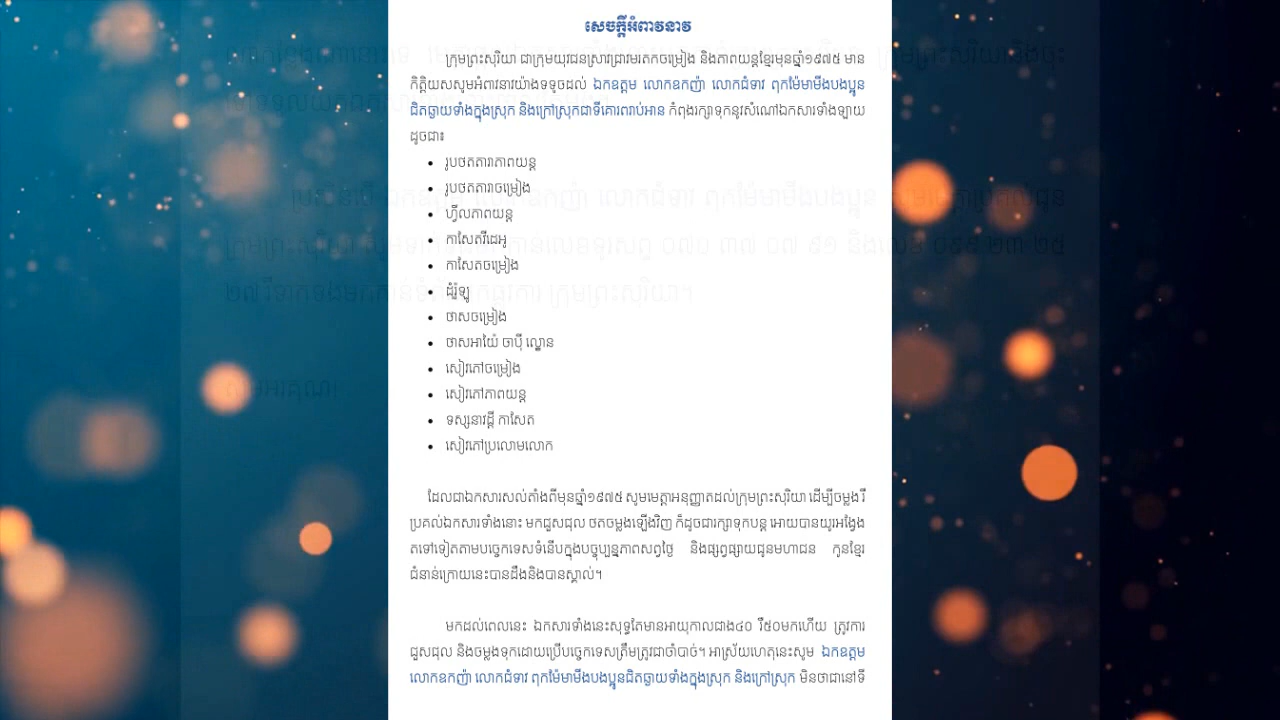 សេចក្តីអំពាវនាវ
ក្រុមព្រះសុរិយា ជាក្រុមយុវជនស្រាវជ្រាវមរតកចម្រៀង និងភាពយន្តខ្មែរមុនឆ្នាំ១៩៧៥ មាន
កិត្តិយសសូមអំពាវនាវយ៉ាងទទូចដល់ ឯកឧត្តម លោកឧកញ៉ា លោកជំទាវ ពុកម៉ែមាមីងបងប្អូន
ជិតឆ្ងាយទាំងក្នុងស្រុក និងក្រៅស្រុកជាទីគោរពរាប់អាន កំពុងរក្សាទុកនូវសំណៅឯកសារទាំងឡាយ
ដូចជា៖
• រូបថតតារាភាពយន្ត
• រូបថតតារាចម្រៀង
• ហ្វីលភាពយន្ត
• កាសែតវីដេអូ
• កាសែតចម្រៀង
• ដុំរ៉ូឡូ
• ថាសចម្រៀង
• ថាសអាយ៉ៃ ចាប៉ី ល្ខោន
• សៀវភៅចម្រៀង
• សៀវភៅភាពយន្ត
• ទស្សនាវដ្តី កាសែត
• សៀវភៅប្រលោមលោក
ដែលជាឯកសារសល់តាំងពីមុនឆ្នាំ១៩៧៥ សូមមេត្តាអនុញ្ញាតដល់ក្រុមព្រះសុរិយា ដើម្បីចម្លង រឺ
ប្រគល់ឯកសារទាំងនោះ មកជួសជុល ថតចម្លងឡើងវិញ ក៏ដូចជារក្សាទុកបន្ត អោយបានយូរអង្វែង
តទៅទៀតតាមបច្ចេកទេសទំនើបក្នុងបច្ចុប្បន្នភាពសព្វថ្ងៃ និងផ្សព្វផ្សាយជូនមហាជន កូនខ្មែរ
ជំនាន់ក្រោយនេះបានដឹងនិងបានស្គាល់។
មកដល់ពេលនេះ ឯកសារទាំងនេះសុទ្ធតែមានអាយុកាលជាង៤០ រឺ៥០មកហើយ ត្រូវការ
ជួសជុល និងចម្លងទុកដោយប្រើបច្ចេកទេសត្រឹមត្រូវជាចាំបាច់។ អាស្រ័យហេតុនេះសូម ឯកឧត្តម
លោកឧកញ៉ា លោកជំទាវ ពុកម៉ែមាមីងបងប្អូនជិតឆ្ងាយទាំងក្នុងស្រុក និងក្រៅស្រុក មិនថាជានៅទី